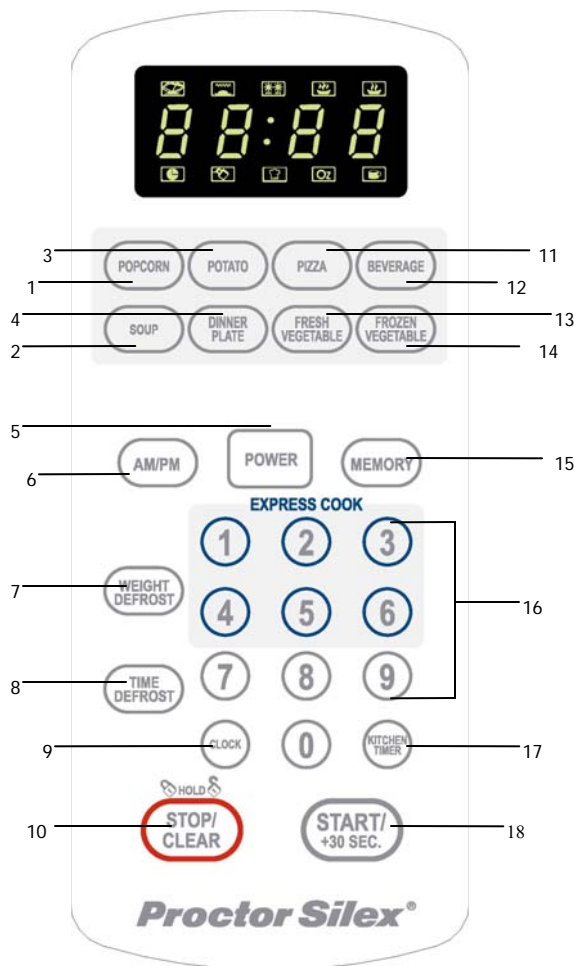 88:88
Oz
3 11
POPCORN POTATO PIZZA BEVERAGE
1 12
4 13
SOUP DINNER PLATE FRESH VEGETABLE FROZEN VEGETABLE
2 14
5
AM/PM POWER MEMORY
6 15
EXPRESS COOK
1 2 3
7 WEIGHT DEFROST
16
4 5 6
8 TIME DEFROST
7 8 9
9 CLOCK 0 KITCHEN TIMER 17
HOLD
10 STOP/ CLEAR START/ +30 SEC. 18
Proctor Silex®